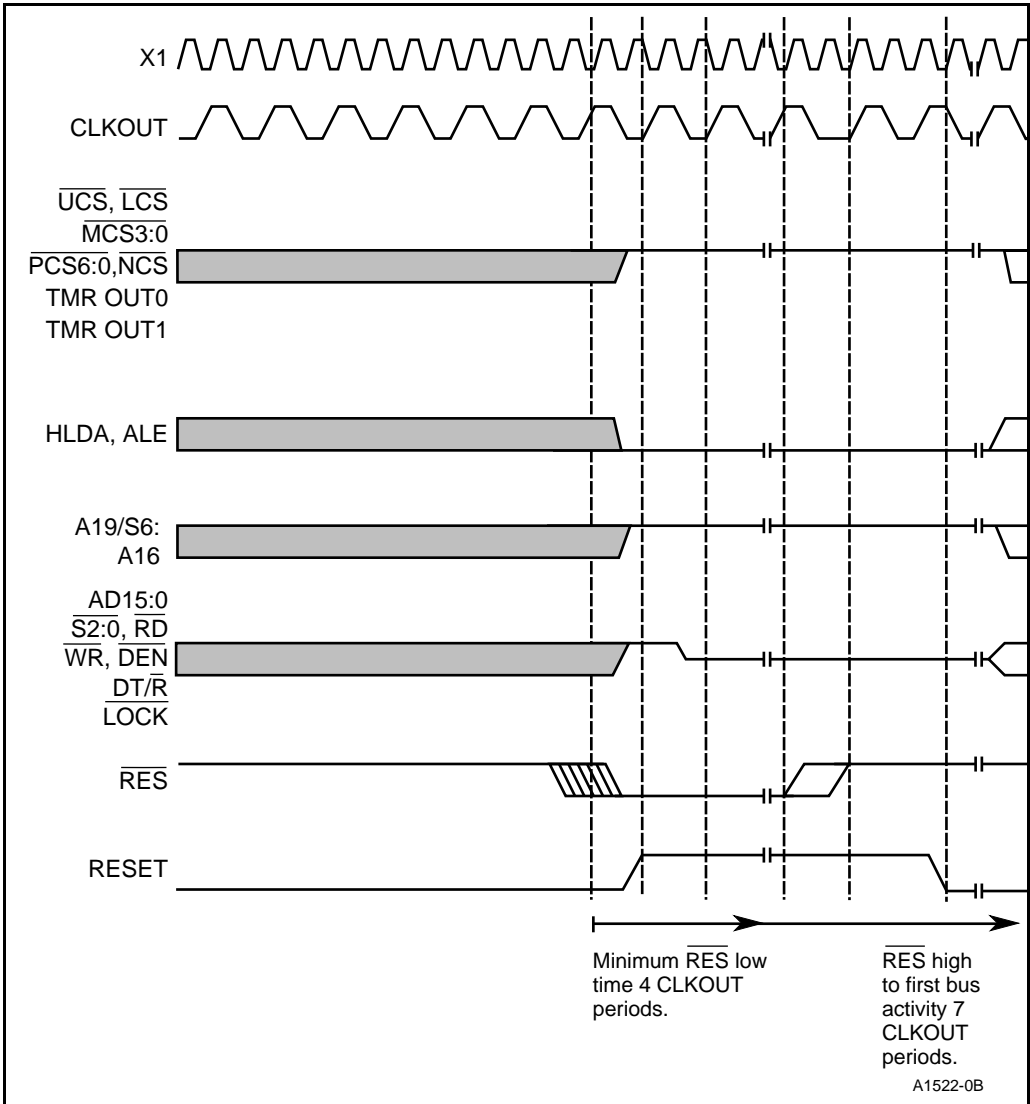 X1
CLKOUT
UCS, LCS
MCS3:0
PCS6:0,NCS
TMR OUT0
TMR OUT1
HLDA, ALE
A19/S6:
A16
AD15:0
S2:0, RD
WR, DEN
DT/R
LOCK
RES
RESET
Minimum RES low
time 4 CLKOUT
periods.
RES high
to first bus
activity 7
CLKOUT
periods.
A1522-0B